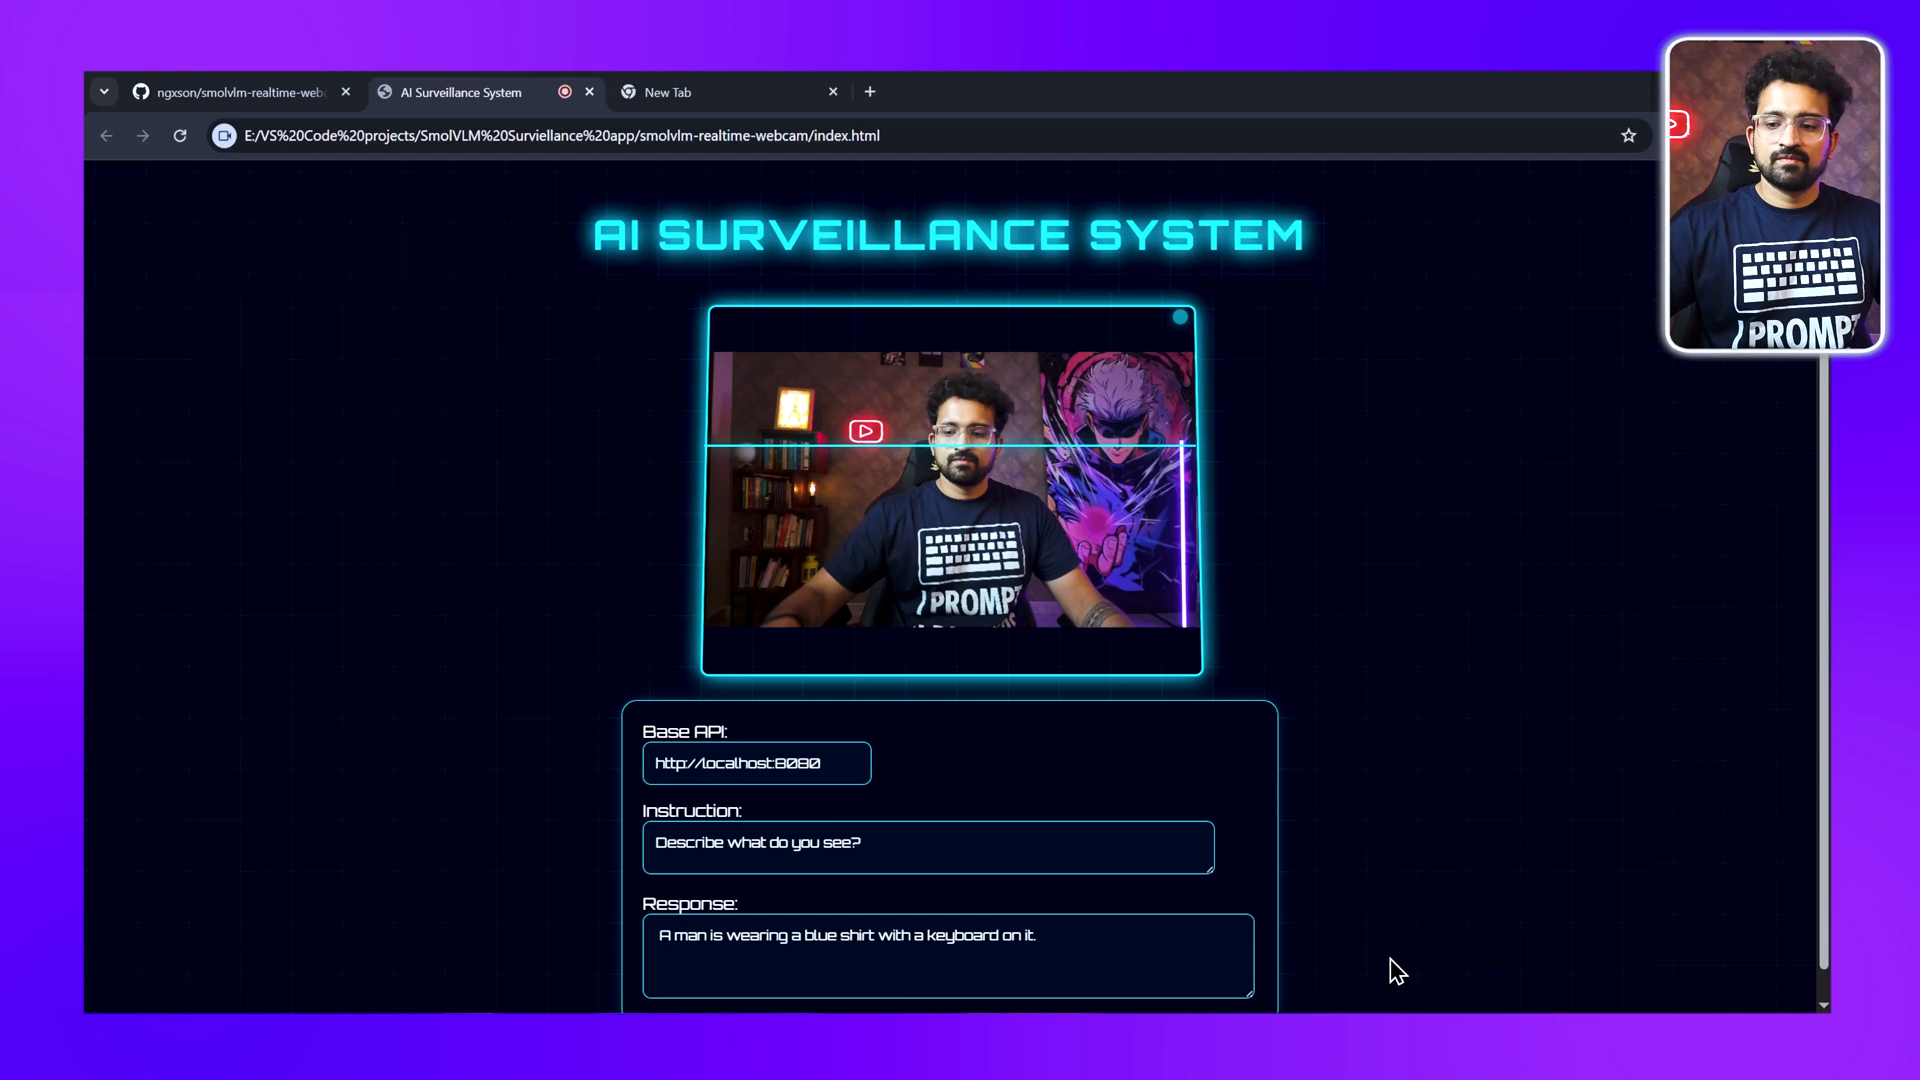 ngxson/smolvlm-realtime-web
AI Surveillance System
New Tab
E:/VS%20Code%20projects/SmolVLM%20Surviellance%20app/smolvlm-realtime-webcam/index.html
AI SURVEILLANCE SYSTEM
PROMPT
PROMP
Base API:
http://localhost:8080
Instruction:
Describe what do you see?
Response:
A man is wearing a blue shirt with a keyboard on it.